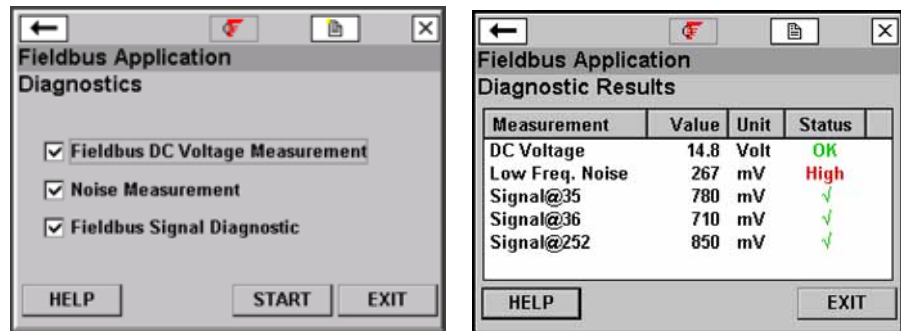 Fieldbus Application
Diagnostics
Fieldbus DC Voltage Measurement
Noise Measurement
Fieldbus Signal Diagnostic
HELP START EXIT
Fieldbus Application
Diagnostic Results
Measurement Value Unit Status
DC Voltage 14.8 Volt OK
Low Freq. Noise 267 mV High
Signal@35 780 mV √
Signal@36 710 mV √
Signal@252 850 mV √
HELP EXIT